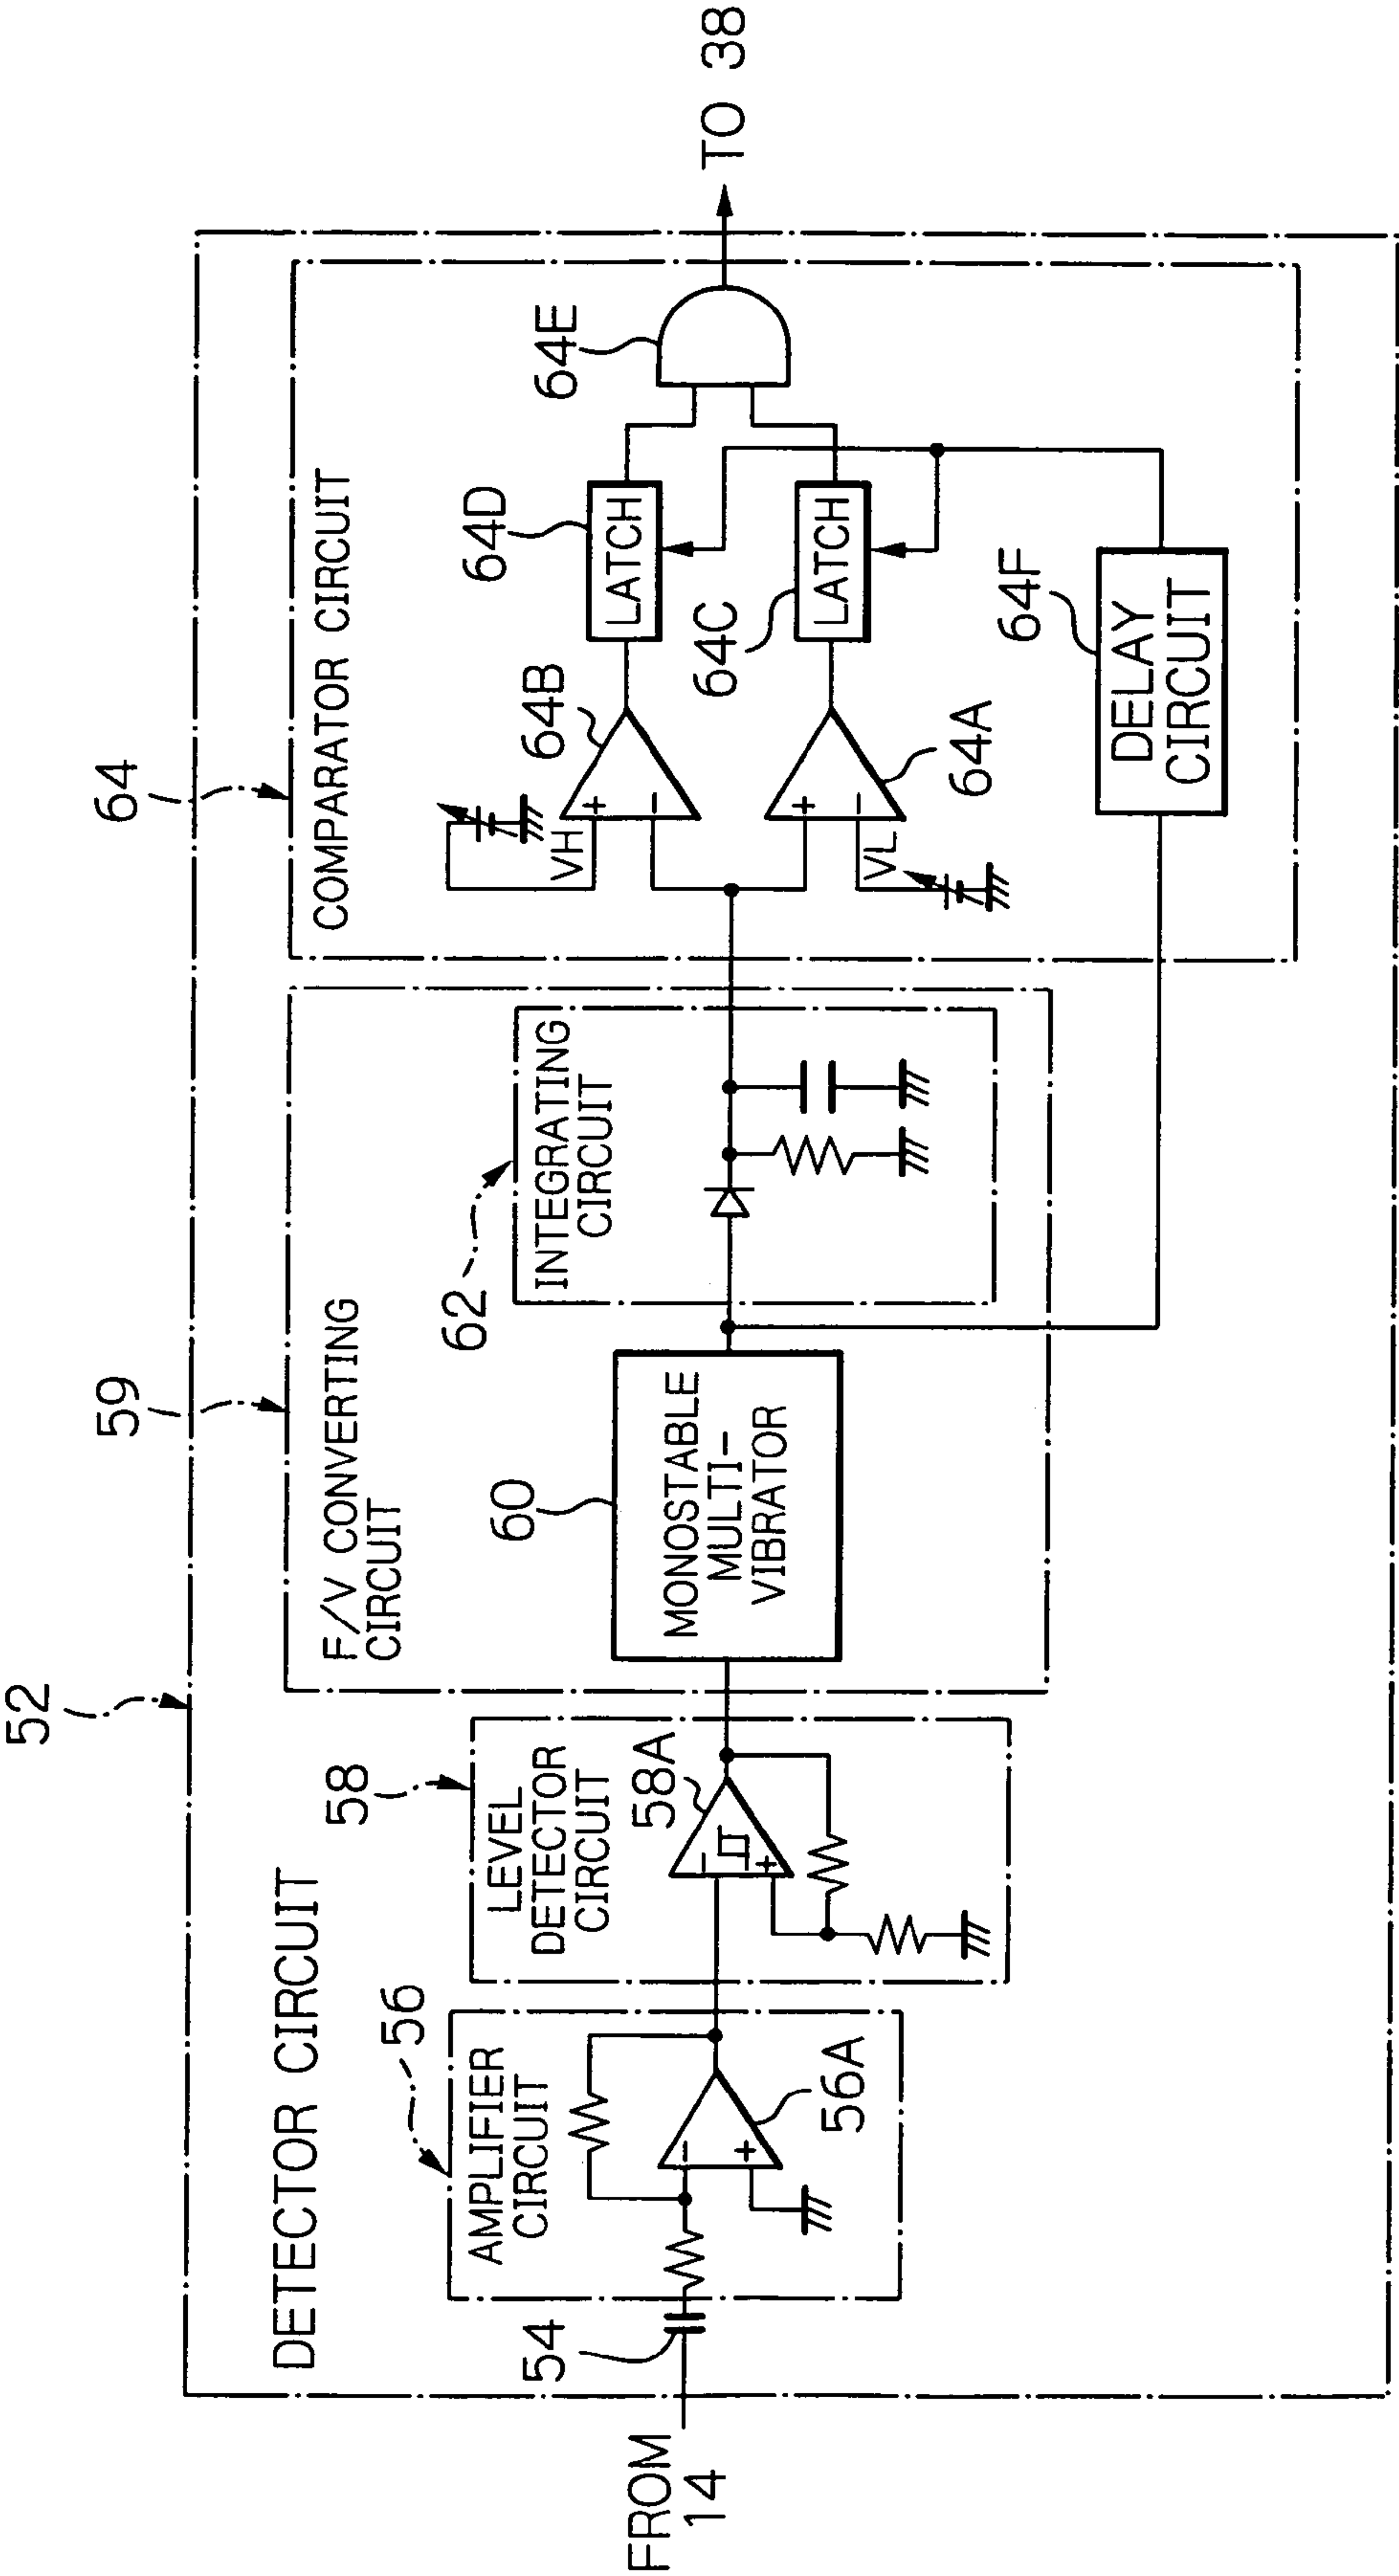 52
DETECTOR CIRCUIT
59
64
F/V CONVERTING
CIRCUIT
COMPARATOR CIRCUIT
56
AMPLIFIER
CIRCUIT
58
LEVEL
DETECTOR
CIRCUIT
62
INTEGRATING
CIRCUIT
FROM
14
54
56A
58A
60
MONOSTABLE
MULTI-
VIBRATOR
VH
64B
64D
LATCH
64E
TO 38
VL
64A
64C
LATCH
64F
DELAY
CIRCUIT
−
+
−
+
+
−
+
−